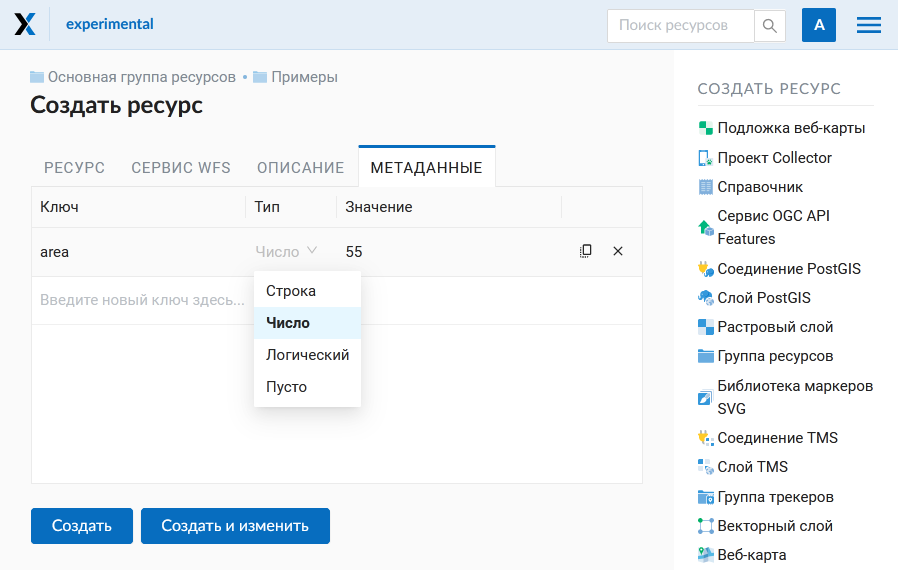 experimental
Поиск ресурсов
A
Основная группа ресурсов • Примеры
Создать ресурс
РЕСУРС СЕРВИС WFS ОПИСАНИЕ МЕТАДАННЫЕ
Ключ Тип Значение
area Число 55
Введите новый ключ здесь...
Строка
Число
Логический
Пусто
Создать Создать и изменить
СОЗДАТЬ РЕСУРС
Подложка веб-карты
Проект Collector
Справочник
Сервис OGC API
Features
Соединение PostGIS
Слой PostGIS
Растровый слой
Группа ресурсов
Библиотека маркеров
SVG
Соединение TMS
Слой TMS
Группа трекеров
Векторный слой
Веб-карта